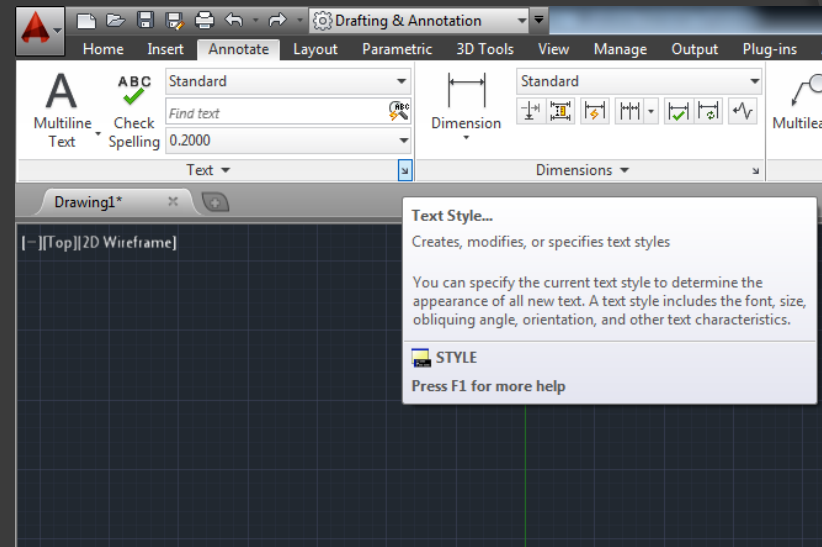 Drafting & Annotation
Home Insert Annotate Layout Parametric 3D Tools View Manage Output Plug-ins
A ABC Standard Standard
Find text ABC
Multiline Check Dimension
Text Spelling 0.2000
Text Dimensions
Drawing1*
Text Style...
Creates, modifies, or specifies text styles
[−][Top][2D Wireframe]
You can specify the current text style to determine the
appearance of all new text. A text style includes the font, size,
obliquing angle, orientation, and other text characteristics.
STYLE
Press F1 for more help